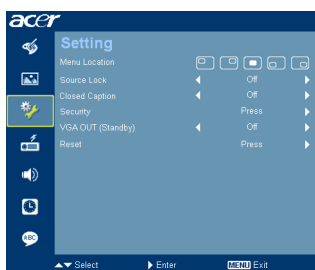 acer
Setting
Menu Location
Source Lock Off
Closed Caption Off
Security Press
VGA OUT (Standby) Off
Reset Press
ABC
Select Enter MENU Exit